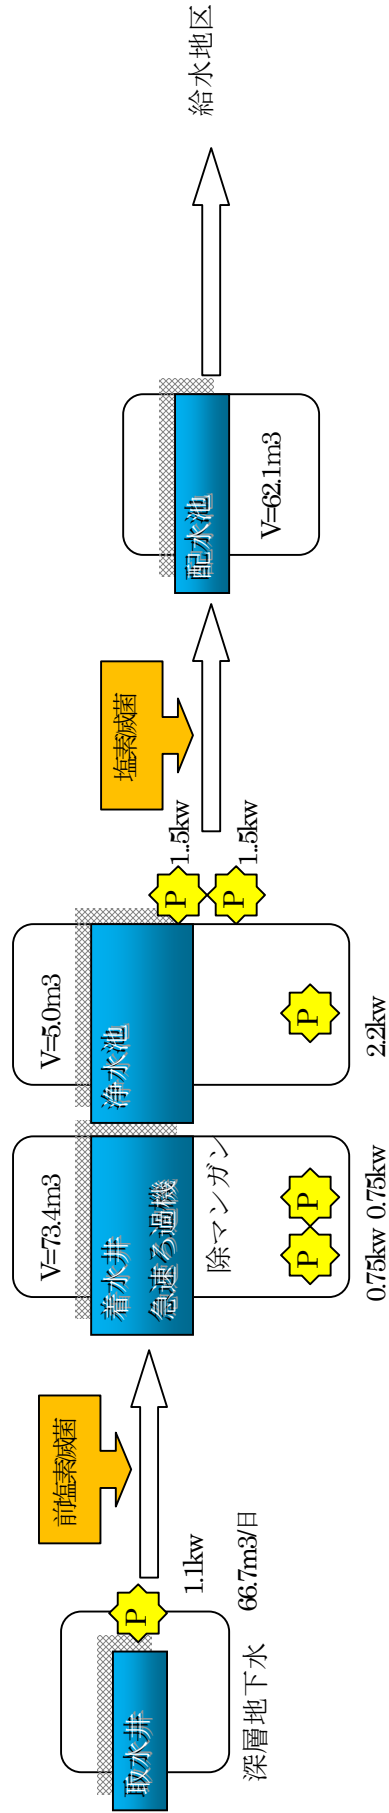 取水井
深層地下水
P
1.1kw
66.7m3/日
前塩素滅菌
V=73.4m3
着水井
急速ろ過機
除マンガン
P
P
0.75kw 0.75kw
V=5.0m3
浄水池
P
2.2kw
P
1..5kw
P
1..5kw
塩素滅菌
配水池
V=62.1m3
給水地区